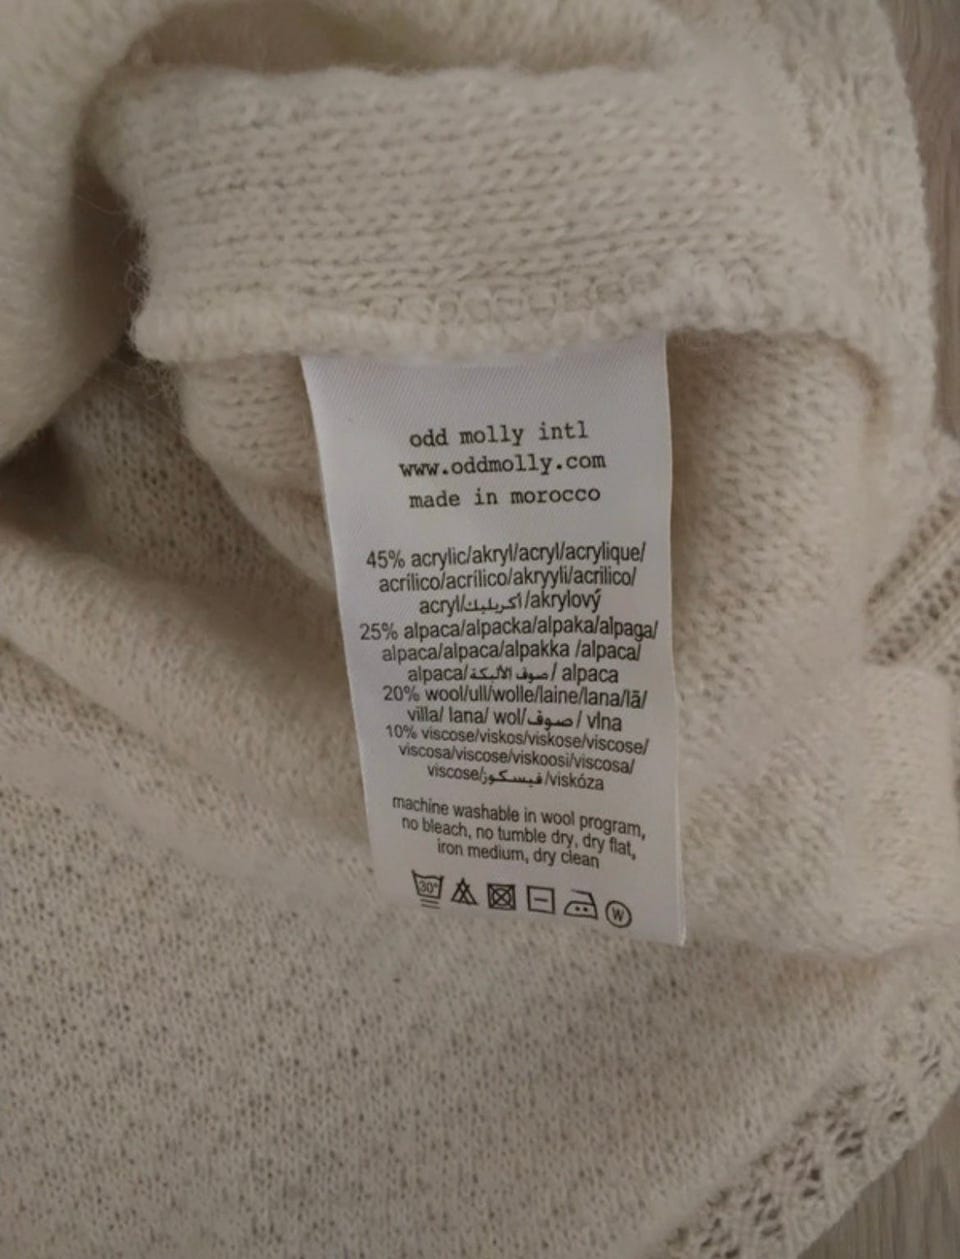 odd molly intl
www.oddmolly.com
made in morocco
45% acrylic/akryl/acryl/acrylique/
acrílico/acrílico/akryyli/acrilico/
acryl/أكريليك/akrylový
25% alpaca/alpacka/alpaka/alpaga/
alpaca/alpaca/alpakka /alpaca/
alpaca/صوف الألبكة/ alpaca
20% wool/ull/wolle/laine/lana/lã/
villa/ lana/ wol/صوف/ vlna
10% viscose/viskos/viskose/viscose/
viscosa/viscose/viskoosi/viscosa/
viscose/فيسكوز/viskóza
machine washable in wool program,
no bleach, no tumble dry, dry flat,
iron medium, dry clean
30° W